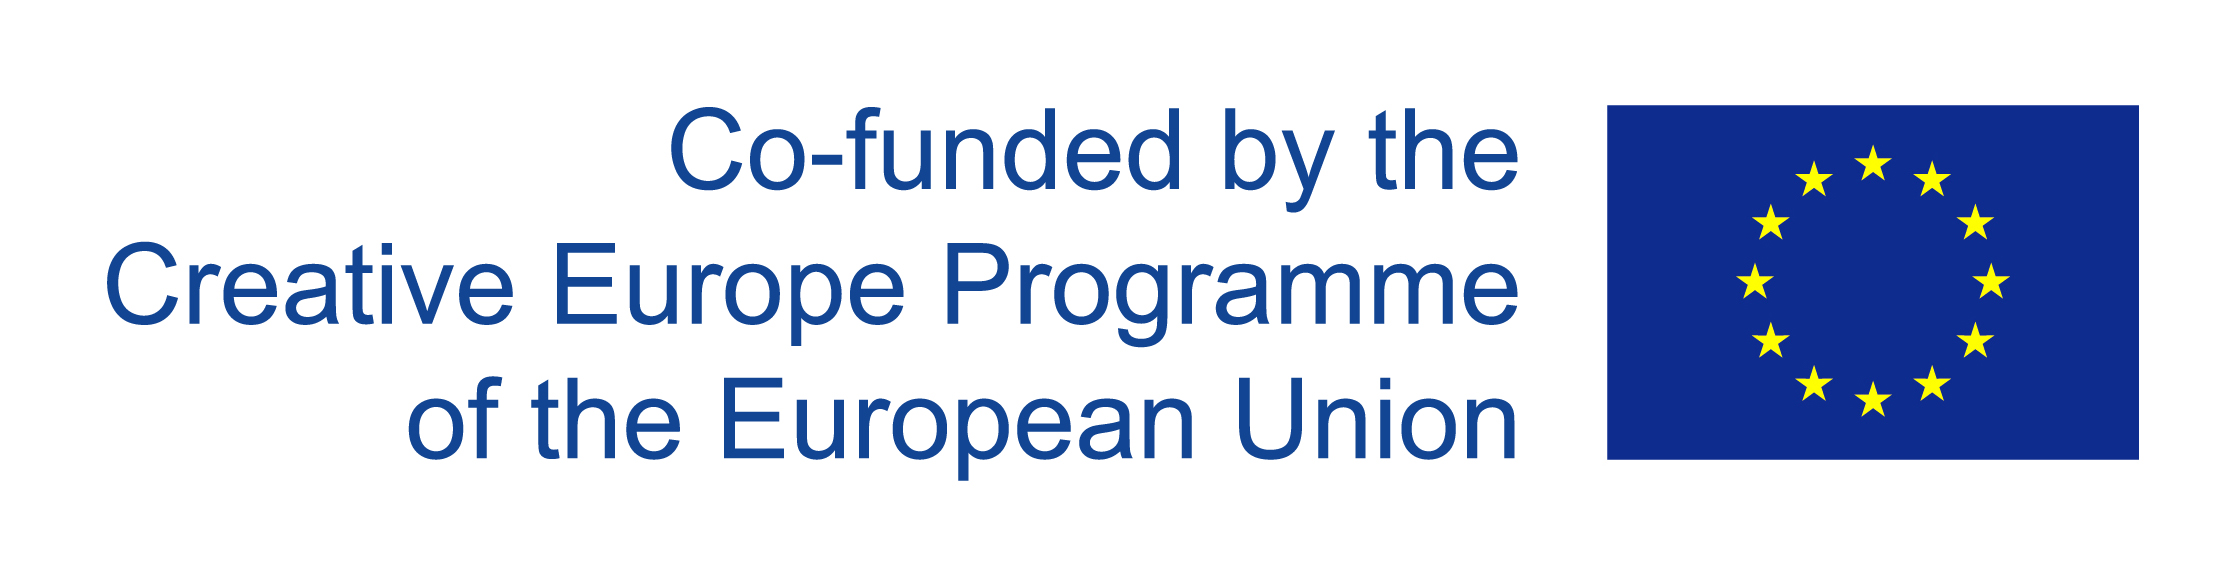 Co-funded by the
Creative Europe Programme
of the European Union